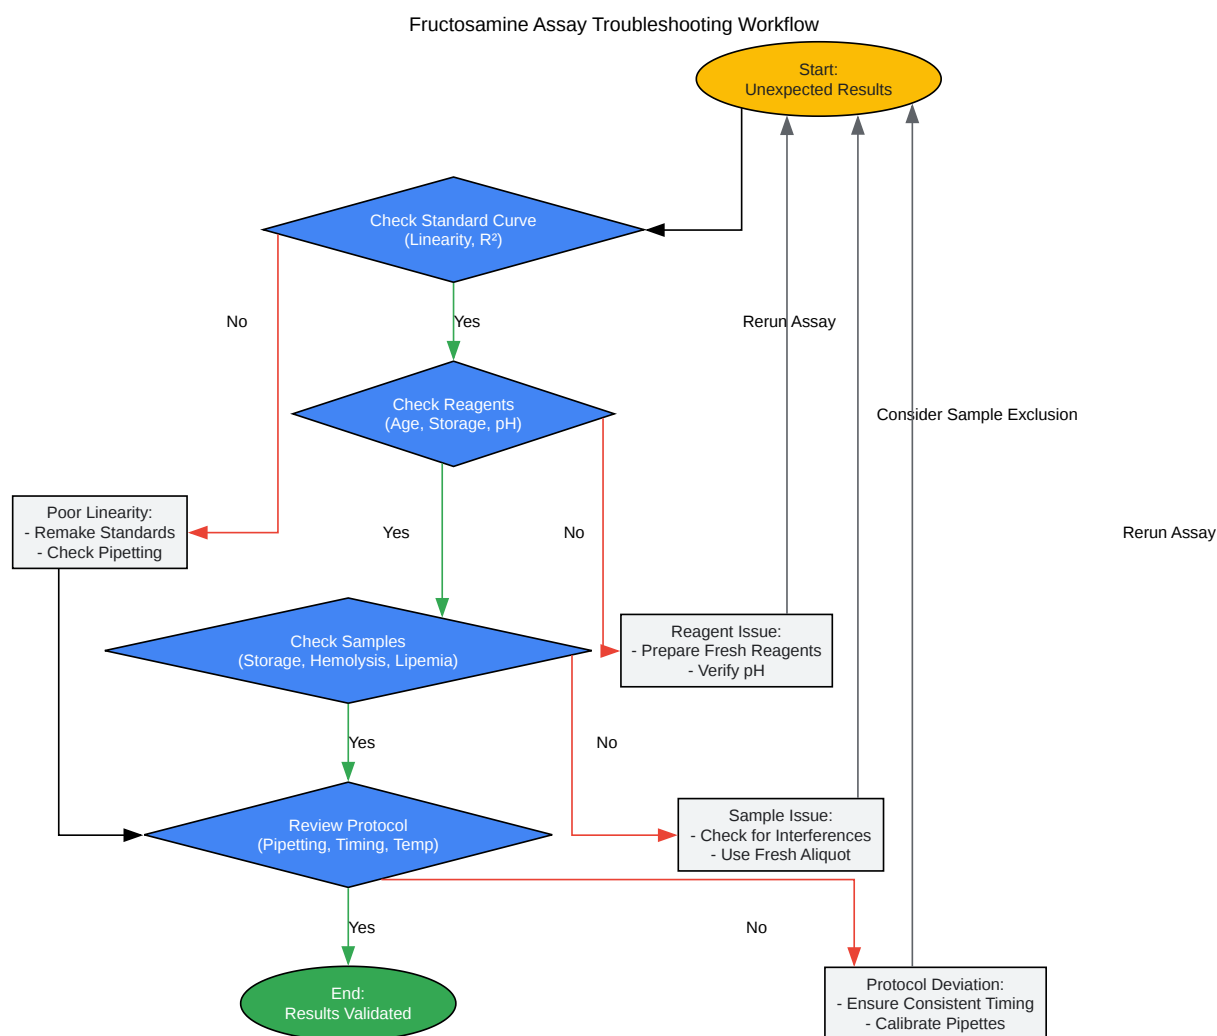 Fructosamine Assay Troubleshooting Workflow
Start:
Unexpected Results
Check Standard Curve
(Linearity, R²)
No
Yes
Rerun Assay
Check Reagents
(Age, Storage, pH)
Consider Sample Exclusion
Poor Linearity:
- Remake Standards
- Check Pipetting
Yes
No
Rerun Assay
Check Samples
(Storage, Hemolysis, Lipemia)
Reagent Issue:
- Prepare Fresh Reagents
- Verify pH
Yes
No
Review Protocol
(Pipetting, Timing, Temp)
Sample Issue:
- Check for Interferences
- Use Fresh Aliquot
Yes
No
End:
Results Validated
Protocol Deviation:
- Ensure Consistent Timing
- Calibrate Pipettes